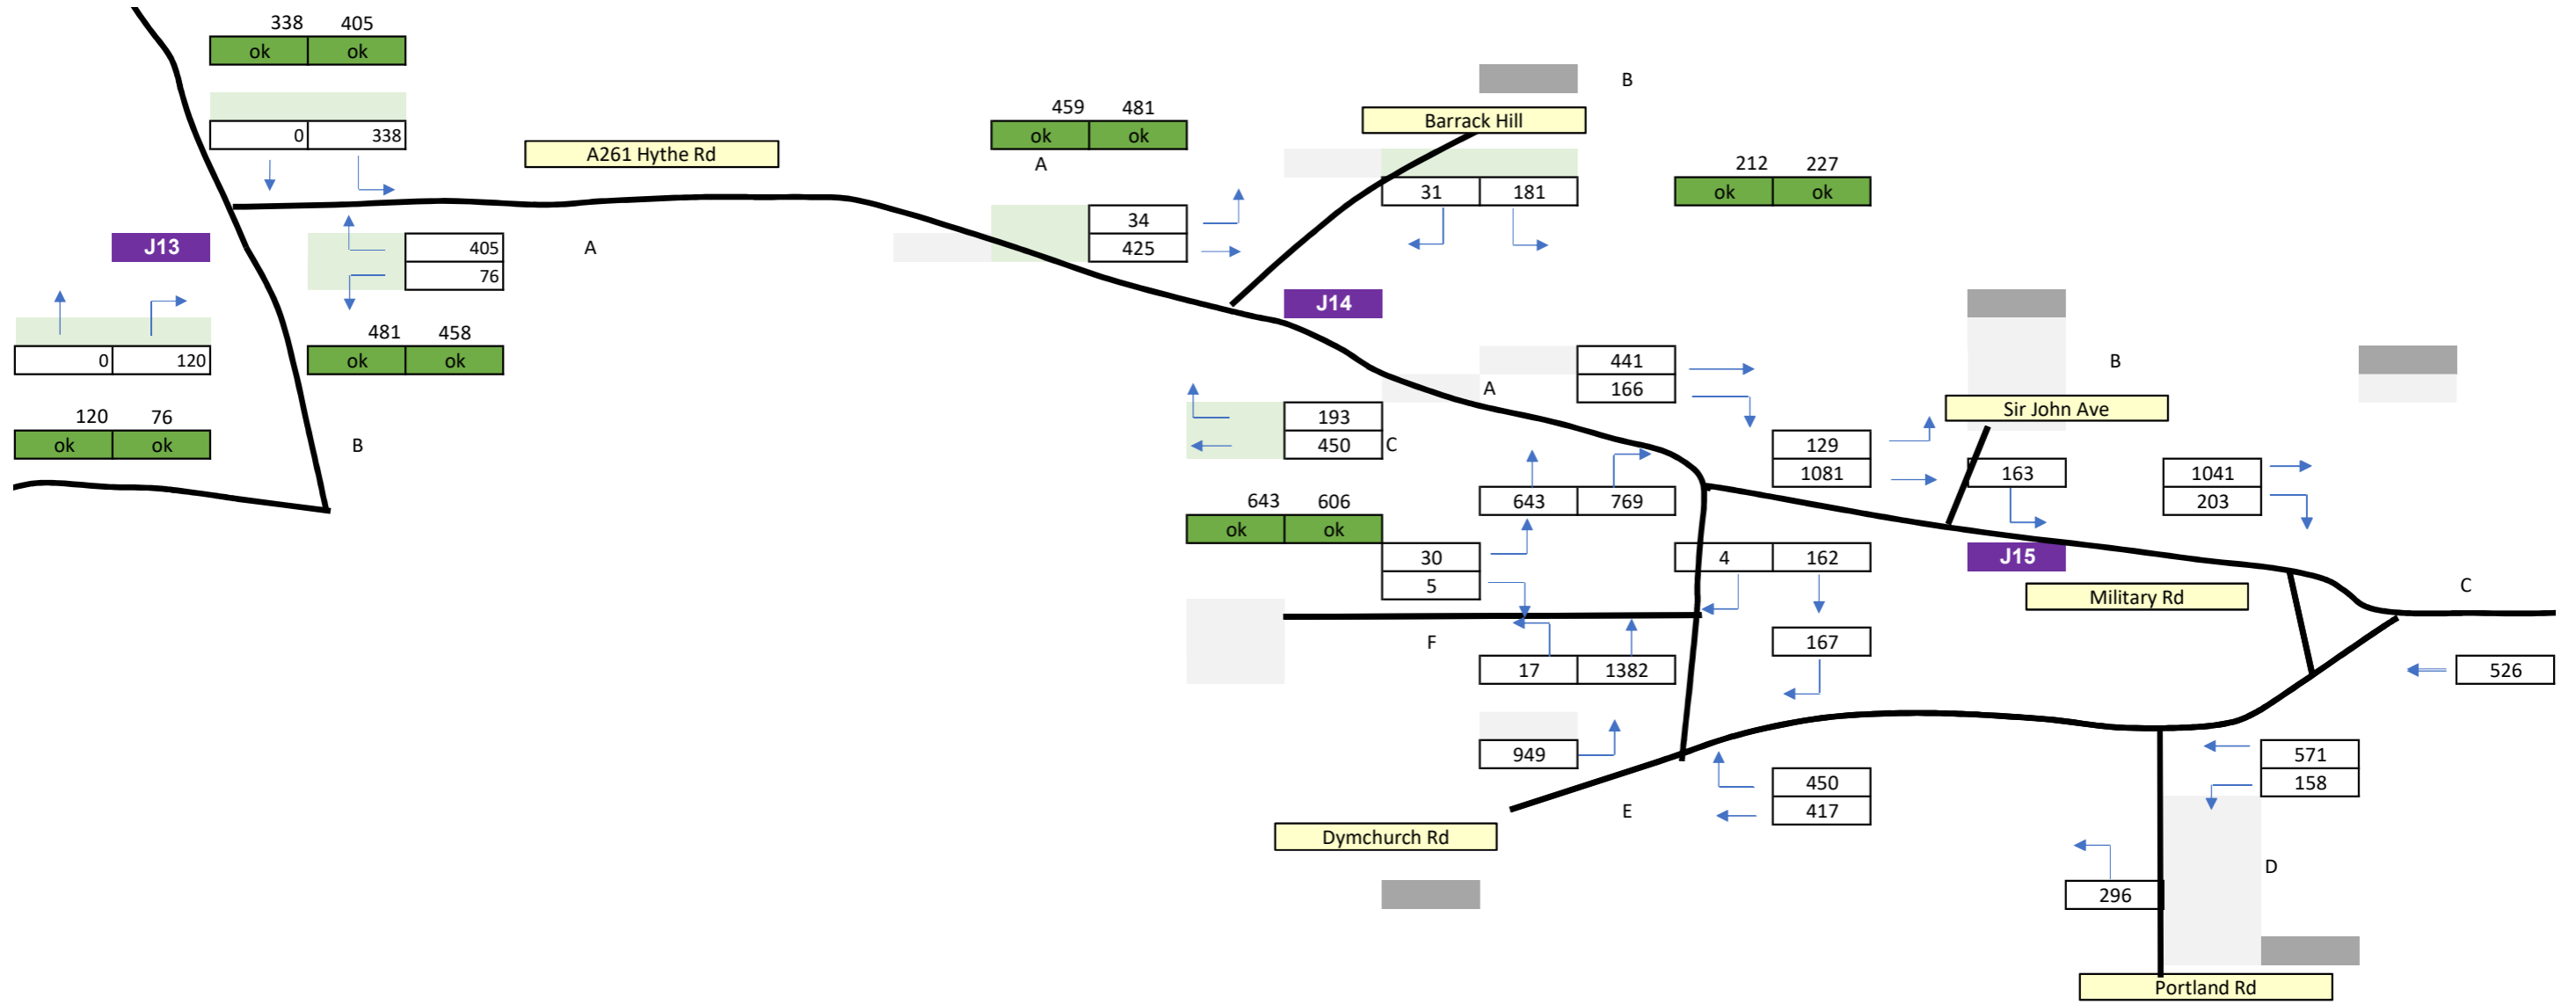 338 405
ok ok
0 338
A261 Hythe Rd
459 481
ok ok
A
B
Barrack Hill
31 181
212 227
ok ok
34
425
J13
405
76
A
J14
0 120
481 458
ok ok
120 76
ok ok
B
441
166
A
193
450
C
B
Sir John Ave
129
1081
163
1041
203
643 769
643 606
ok ok
30
5
4 162
J15
Military Rd
C
F
17 1382
167
526
949
450
417
E
571
158
Dymchurch Rd
D
296
Portland Rd